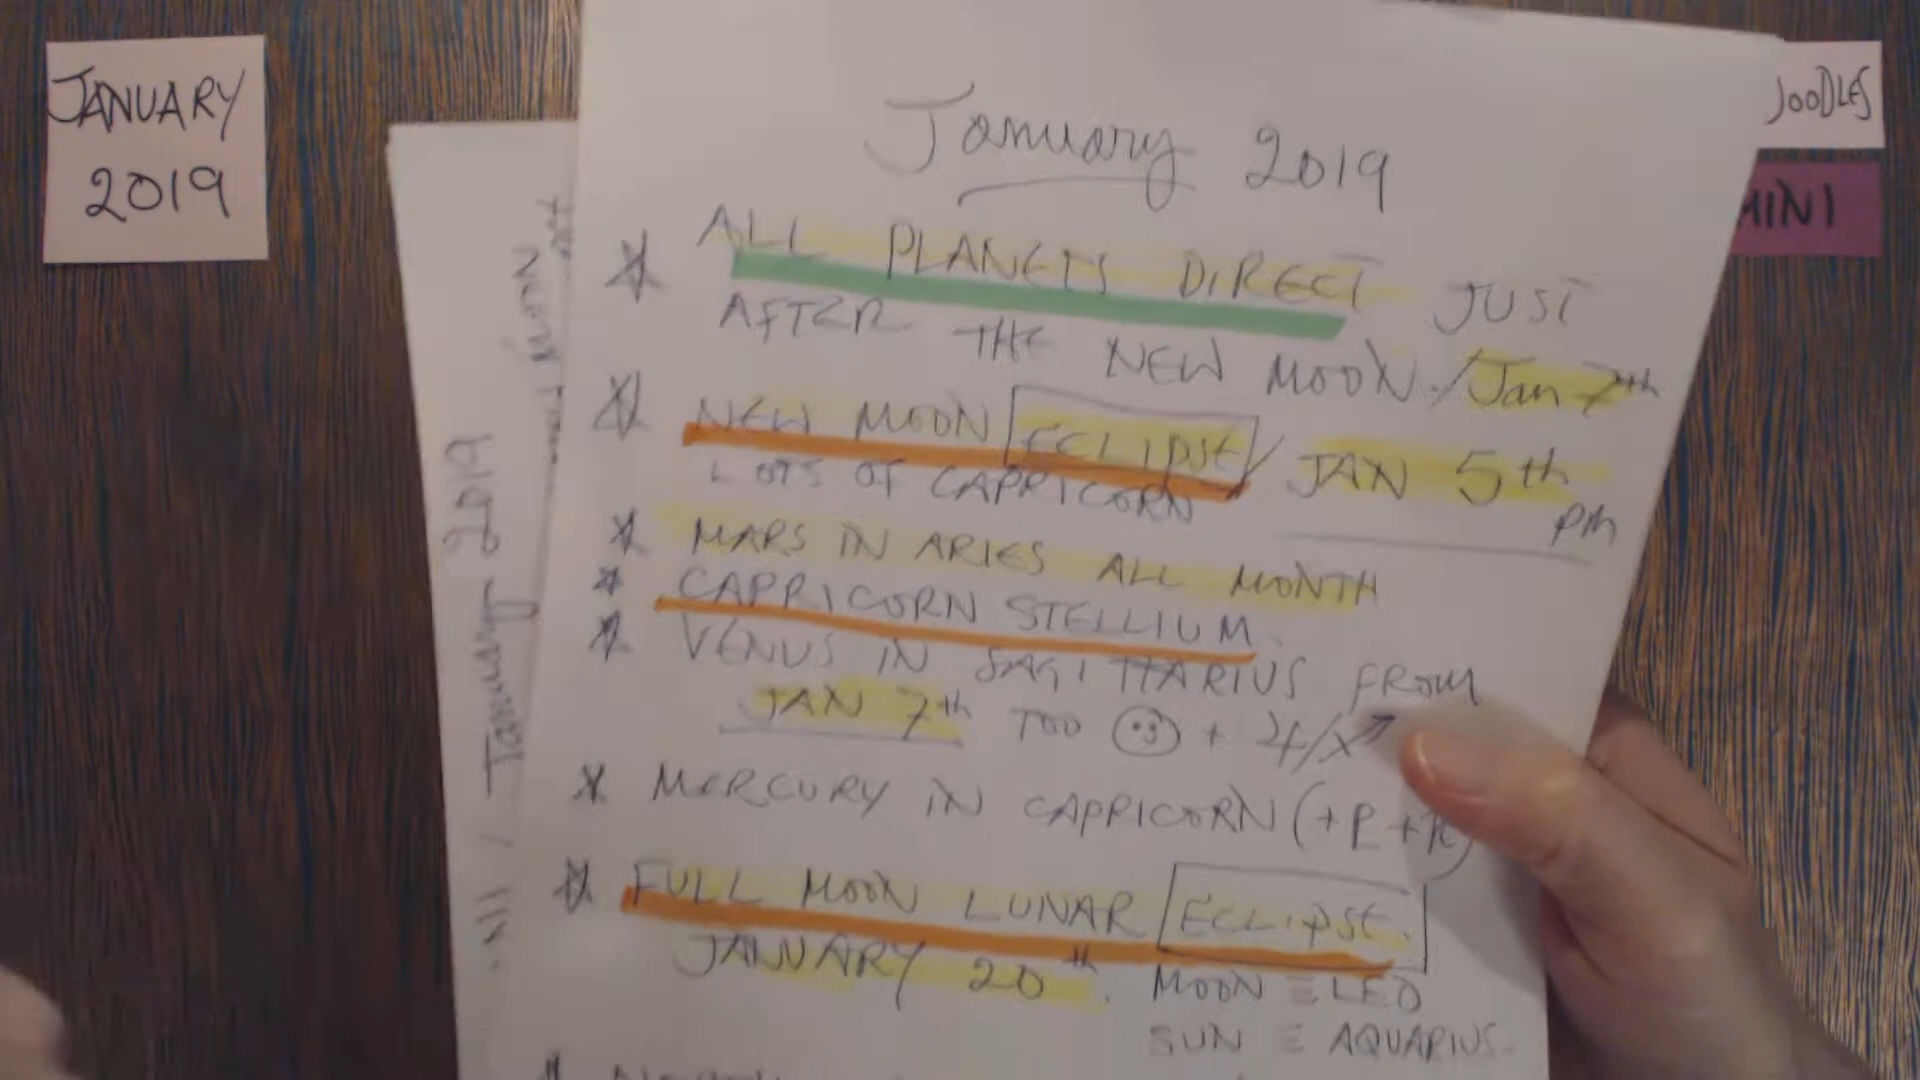 JANUARY
2019
JOODLES
MINI
January 2019
ALL PLANETS DIRECT JUST
AFTER THE NEW MOON / Jan 7th
NEW MOON ECLIPSE / JAN 5th
PM
LOTS OF CAPRICORN
MARS IN ARIES ALL MONTH
CAPRICORN STELLIUM
VENUS IN SAGITTARIUS FROM
JAN 7th TOO ☺ + ♃/♐
MERCURY IN CAPRICORN (+ P +
FULL MOON LUNAR ECLIPSE.
JANUARY 20th. MOON ≡ LEO
SUN ≡ AQUARIUS
January 2019